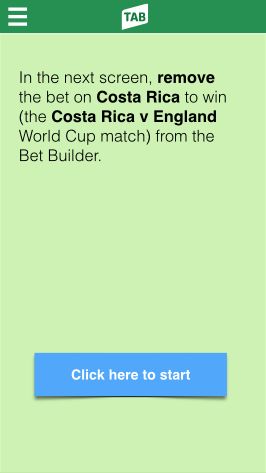 TAB
In the next screen, remove
the bet on Costa Rica to win
(the Costa Rica v England
World Cup match) from the
Bet Builder.
Click here to start